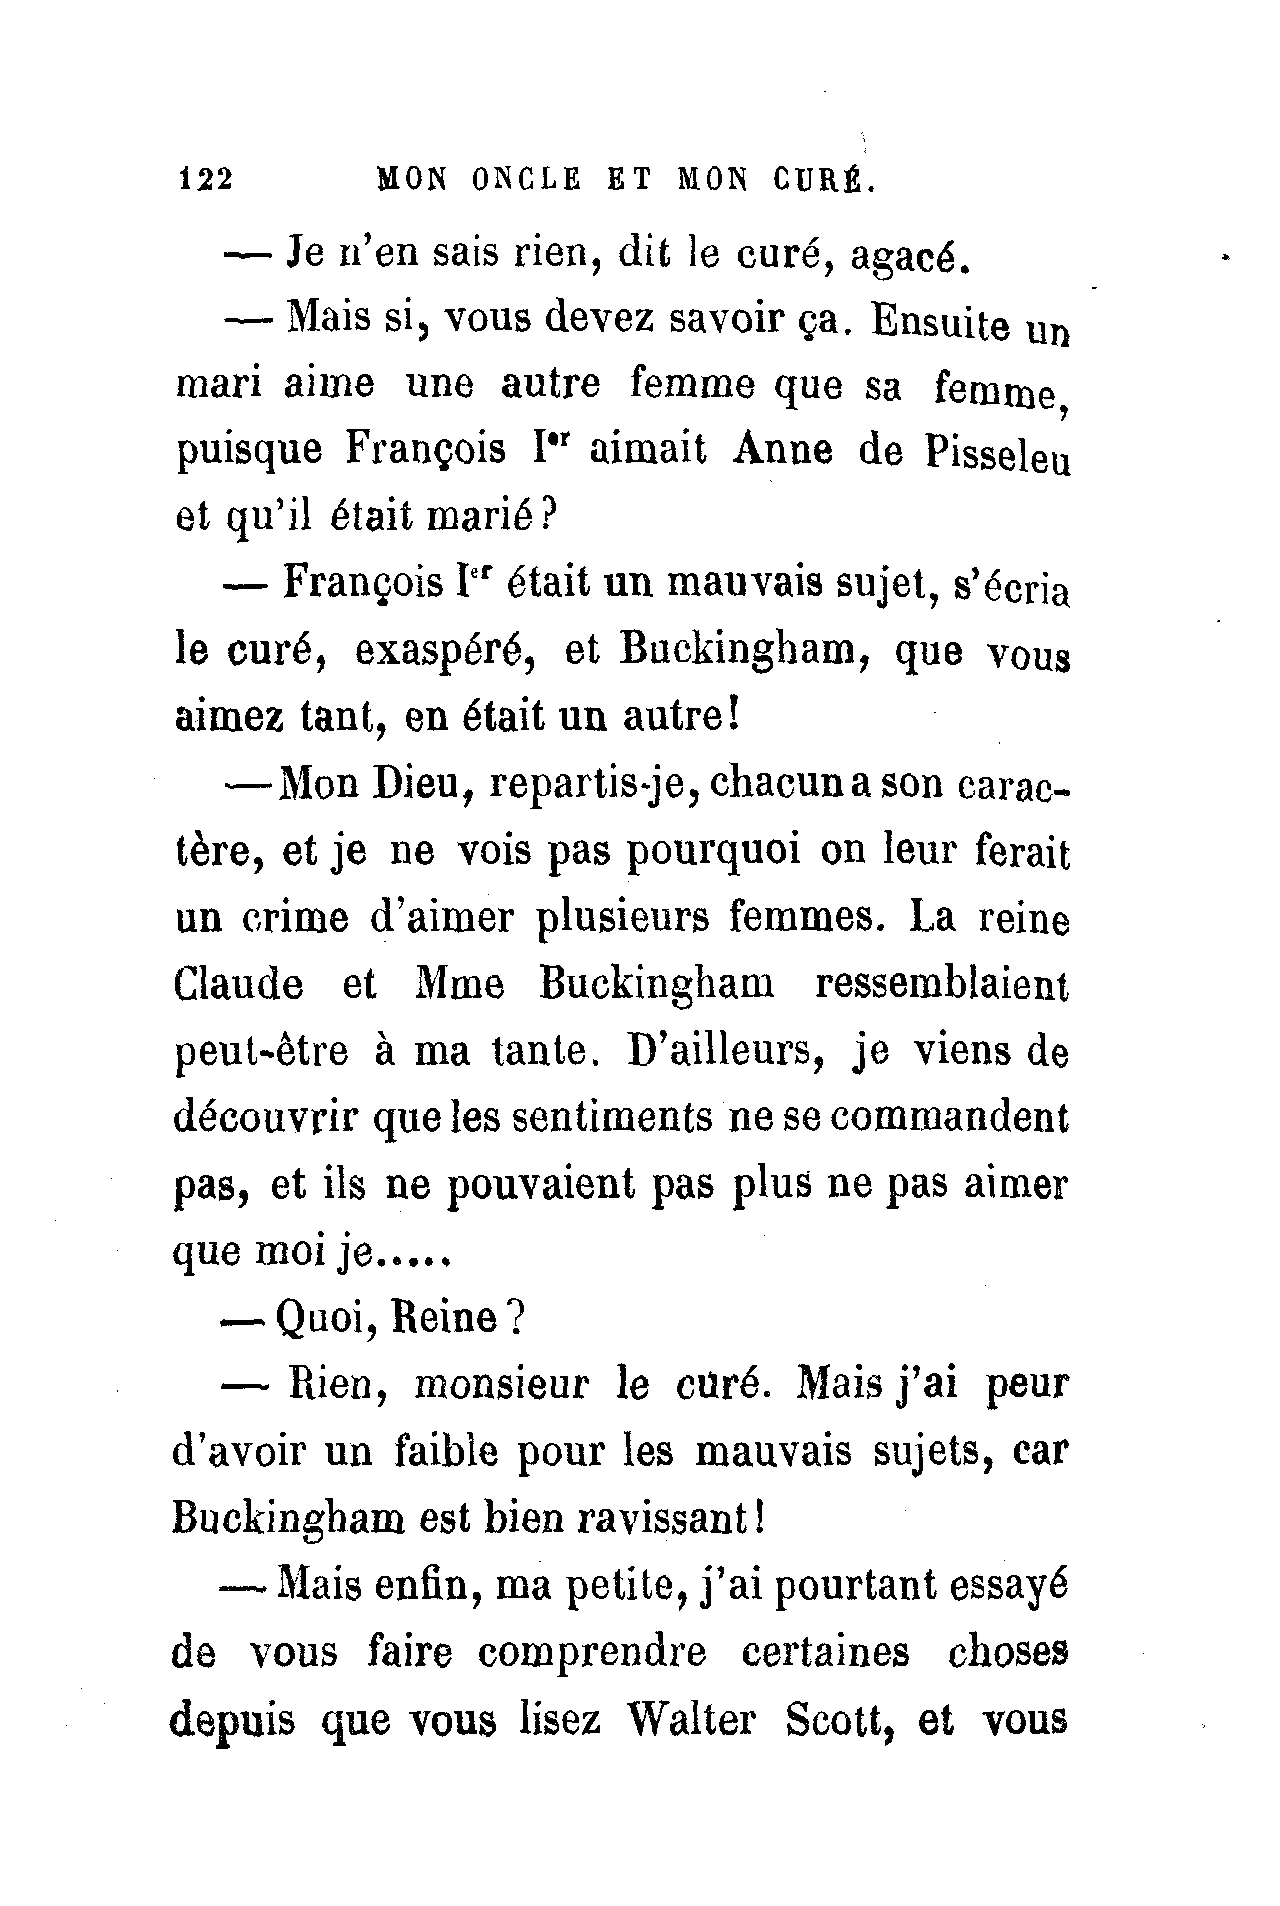 122 MON ONCLE ET MON CURÉ.
— Je n'en sais rien, dit le curé, agacé.
— Mais si, vous devez savoir ça. Ensuite un
mari aime une autre femme que sa femme,
puisque François Ier aimait Anne de Pisseleu
et qu'il était marié?
— François Ier était un mauvais sujet, s'écria
le curé, exaspéré, et Buckingham, que vous
aimez tant, en était un autre!
— Mon Dieu, repartis-je, chacun a son carac-
tère, et je ne vois pas pourquoi on leur ferait
un crime d'aimer plusieurs femmes. La reine
Claude et Mme Buckingham ressemblaient
peut-être à ma tante. D'ailleurs, je viens de
découvrir que les sentiments ne se commandent
pas, et ils ne pouvaient pas plus ne pas aimer
que moi je.....
— Quoi, Reine?
— Rien, monsieur le curé. Mais j'ai peur
d'avoir un faible pour les mauvais sujets, car
Buckingham est bien ravissant!
— Mais enfin, ma petite, j'ai pourtant essayé
de vous faire comprendre certaines choses
depuis que vous lisez Walter Scott, et vous